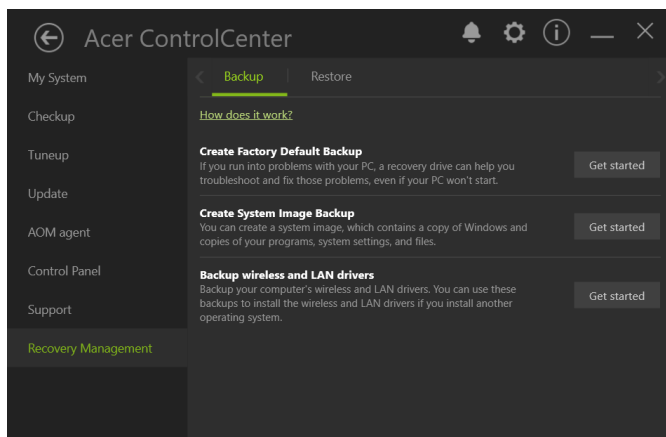 Acer ControlCenter
My System
Checkup
Tuneup
Update
AOM agent
Control Panel
Support
Recovery Management
Backup
Restore
How does it work?
Create Factory Default Backup
If you run into problems with your PC, a recovery drive can help you
troubleshoot and fix those problems, even if your PC won't start.
Get started
Create System Image Backup
You can create a system image, which contains a copy of Windows and
copies of your programs, system settings, and files.
Get started
Backup wireless and LAN drivers
Backup your computer's wireless and LAN drivers. You can use these
backups to install the wireless and LAN drivers if you install another
operating system.
Get started